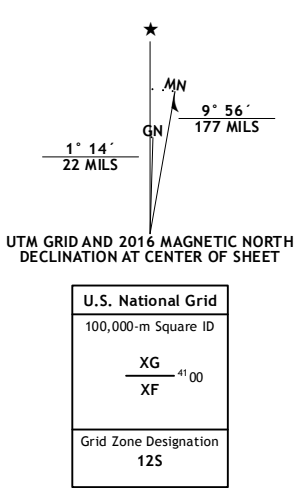 ★
MN
GN
9° 56´
177 MILS
1° 14´
22 MILS
UTM GRID AND 2016 MAGNETIC NORTH
DECLINATION AT CENTER OF SHEET
U.S. National Grid
100,000-m Square ID
XG
4100
XF
Grid Zone Designation
12S